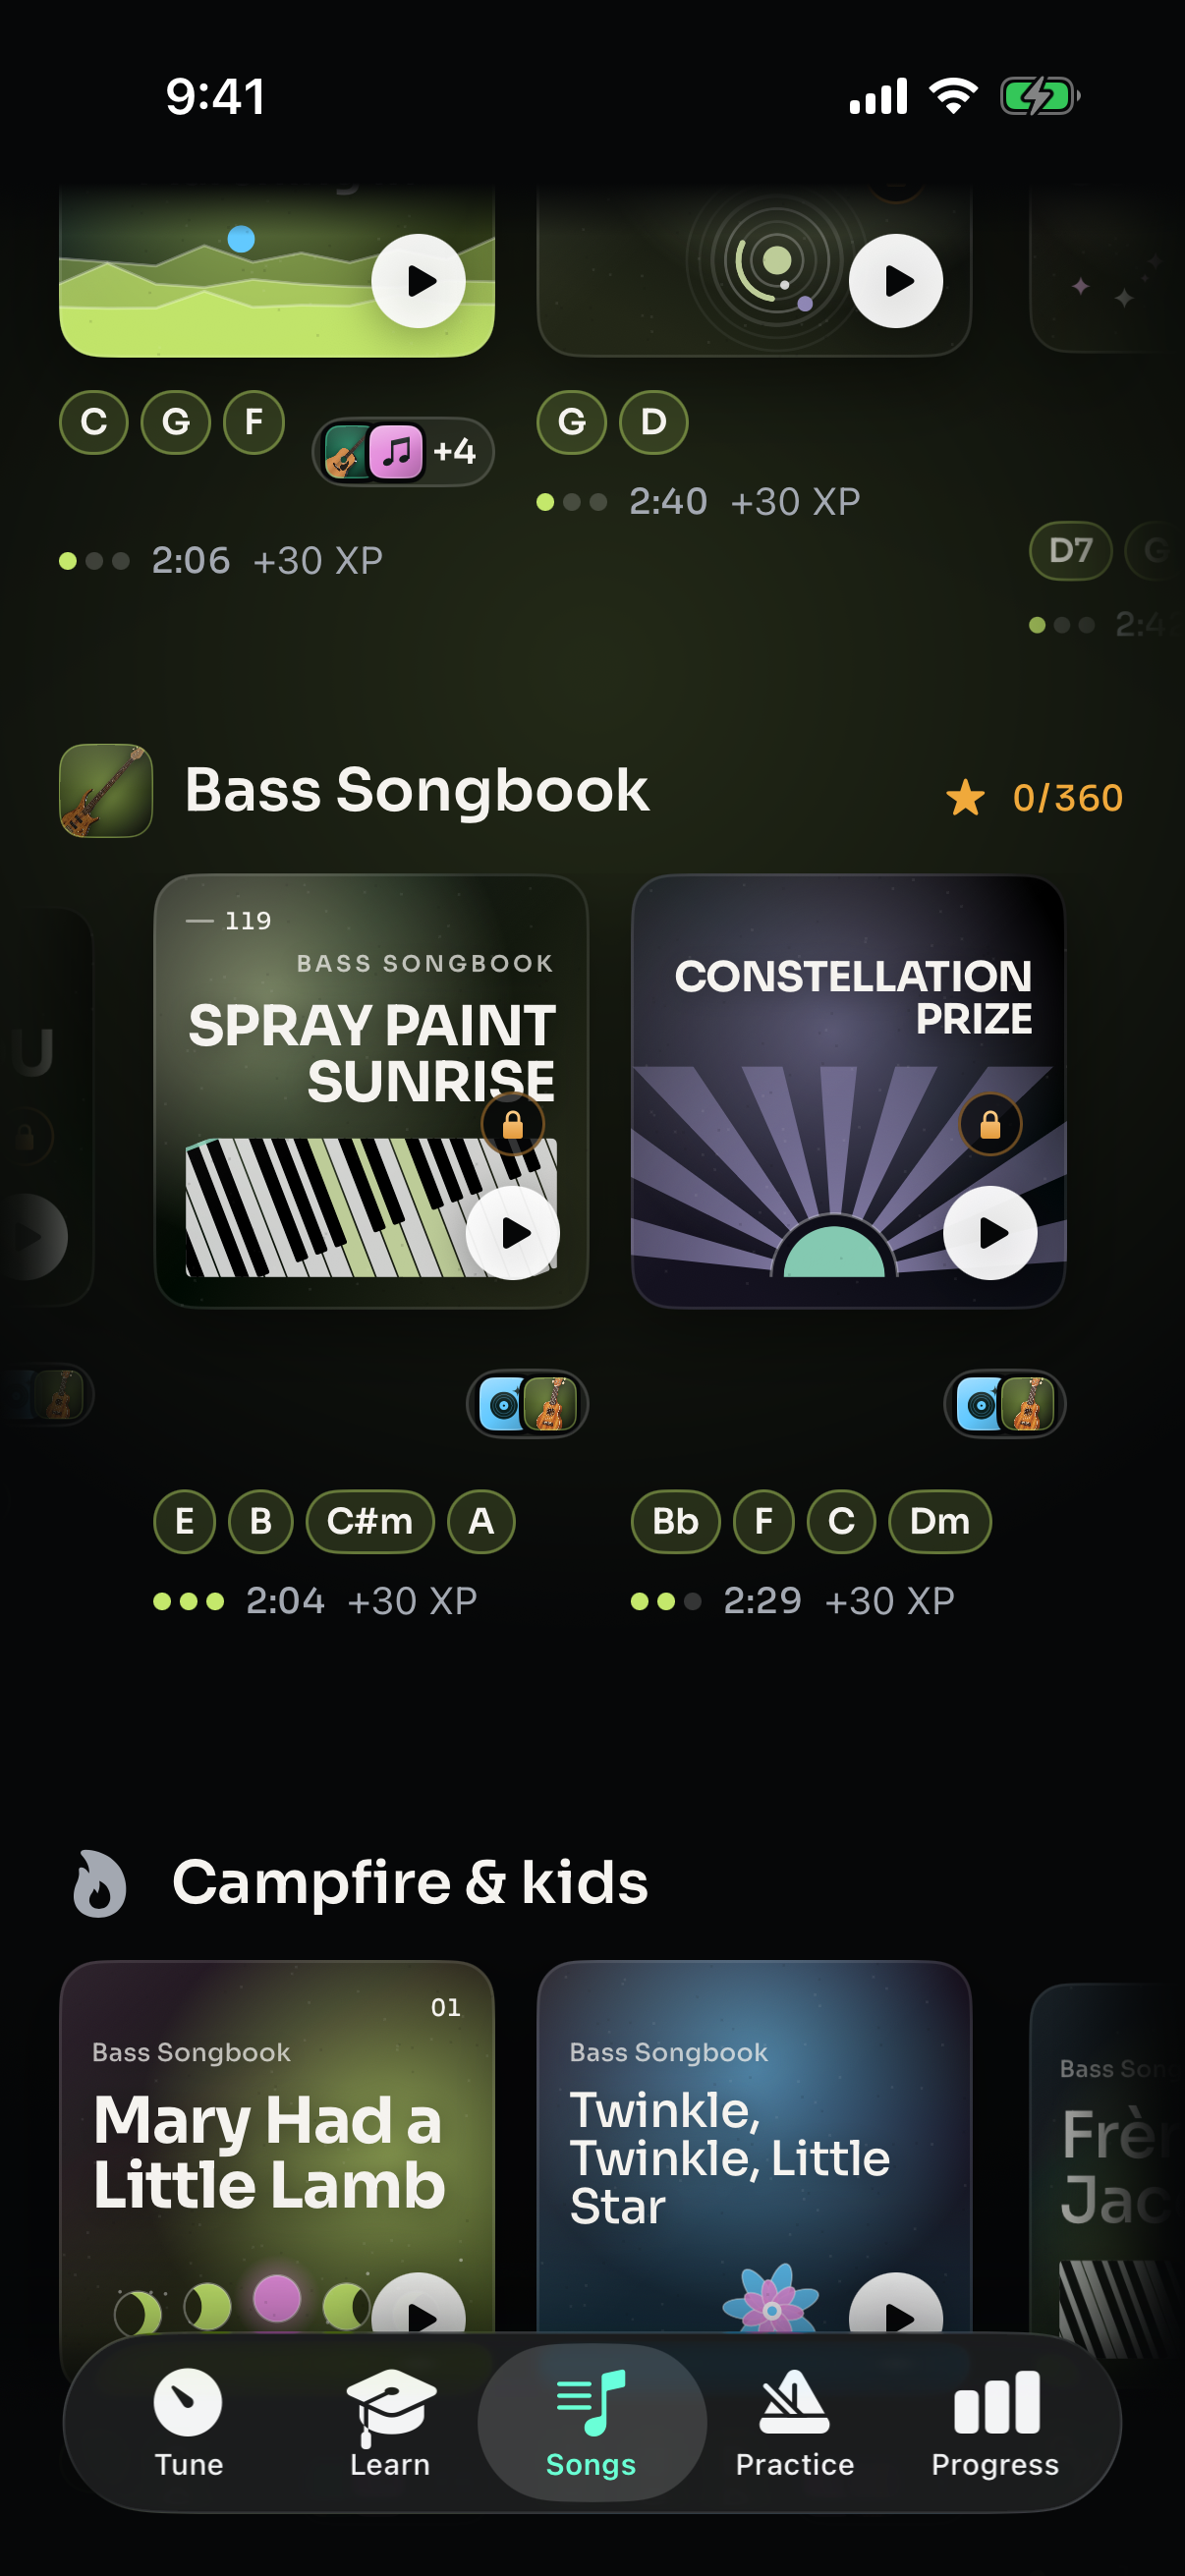 9:41
C G F +4
G D
2:40 +30 XP
2:06 +30 XP
D7 G
Bass Songbook
0/360
119
BASS SONGBOOK
SPRAY PAINT
SUNRISE
CONSTELLATION
PRIZE
U
E B C#m A
2:04 +30 XP
Bb F C Dm
2:29 +30 XP
Campfire & kids
01
Bass Songbook
Mary Had a
Little Lamb
Bass Songbook
Twinkle,
Twinkle, Little
Star
Bass
Tune
Learn
Songs
Practice
Progress